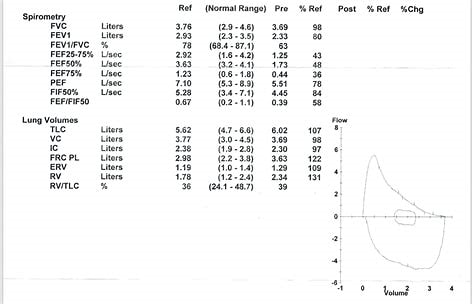 Ref (Normal Range) Pre % Ref Post % Ref %Chg
Spirometry
FVC Liters 3.76 (2.9 - 4.6) 3.69 98
FEV1 Liters 2.93 (2.3 - 3.5) 2.33 80
FEV1/FVC % 78 (68.4 - 87.1) 63
FEF25-75% L/sec 2.92 (1.6 - 4.2) 1.25 43
FEF50% L/sec 3.63 (3.2 - 4.1) 1.73 48
FEF75% L/sec 1.23 (0.6 - 1.8) 0.44 36
PEF L/sec 7.10 (5.3 - 8.9) 5.51 78
FIF50% L/sec 5.28 (3.4 - 7.1) 4.45 84
FEF/FIF50 0.67 (0.2 - 1.1) 0.39 58
Lung Volumes
TLC Liters 5.62 (4.7 - 6.6) 6.02 107
VC Liters 3.77 (3.0 - 4.5) 3.69 98
IC Liters 2.38 (1.9 - 2.8) 2.30 97
FRC PL Liters 2.98 (2.2 - 3.8) 3.63 122
ERV Liters 1.19 (1.0 - 1.4) 1.29 109
RV Liters 1.78 (1.2 - 2.4) 2.34 131
RV/TLC % 36 (24.1 - 48.7) 39
Flow
8
6
4
2
0
-2
-4
-6
-1 0 1 2 3 4
Volume